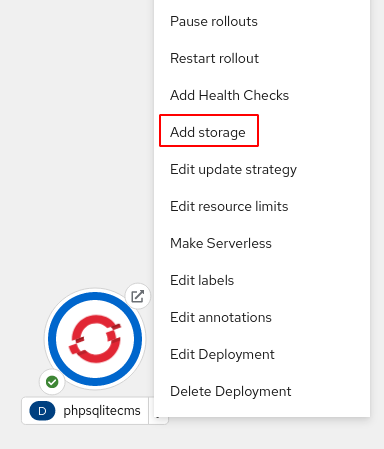 Pause rollouts
Restart rollout
Add Health Checks
Add storage
Edit update strategy
Edit resource limits
Make Serverless
Edit labels
Edit annotations
Edit Deployment
Delete Deployment
D phpsqlitecms